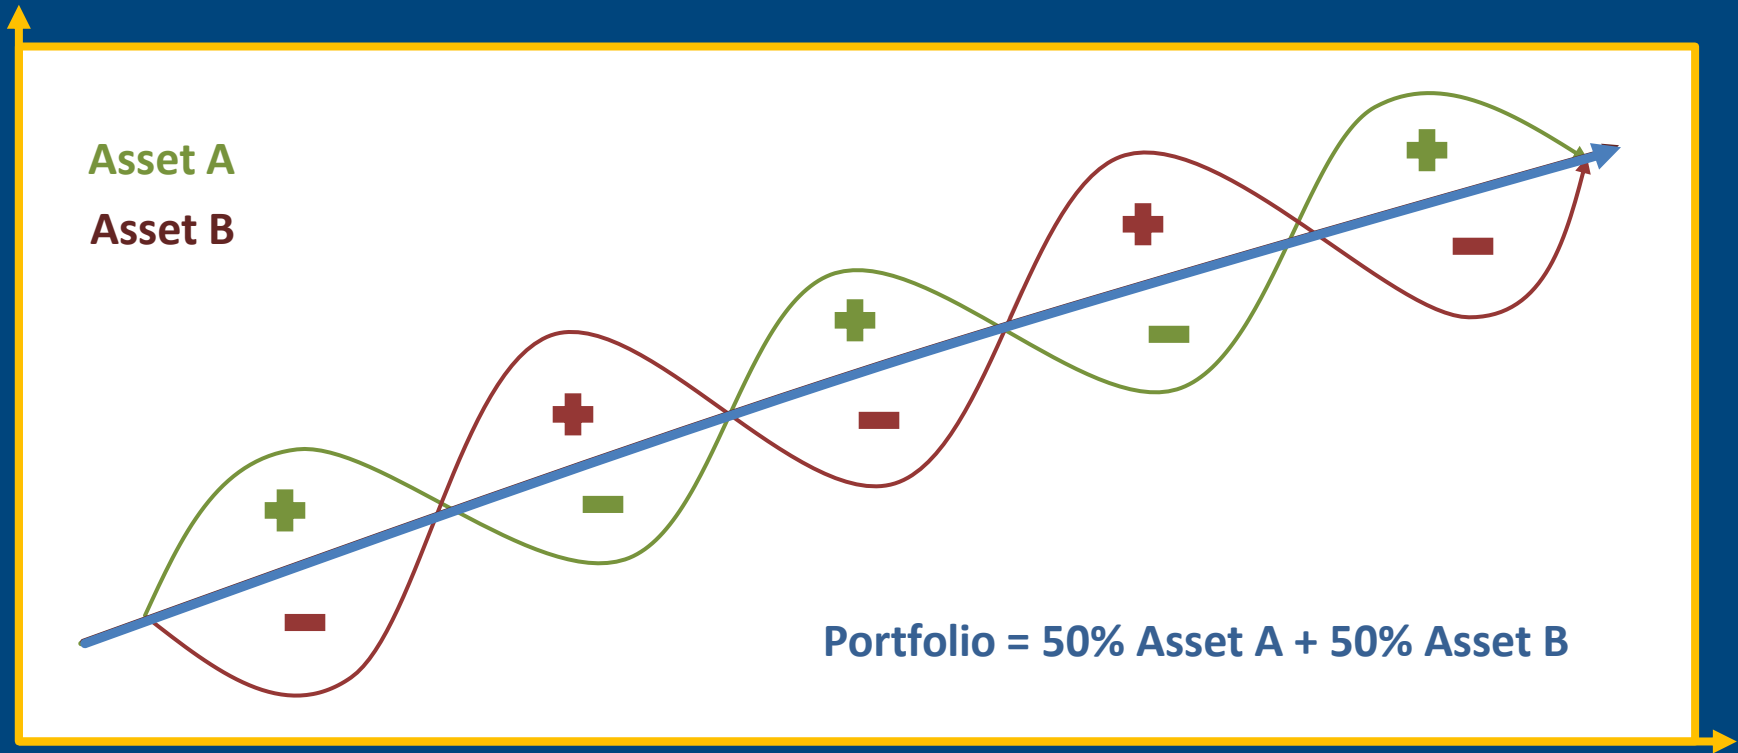 Asset A
Asset B
Portfolio = 50% Asset A + 50% Asset B